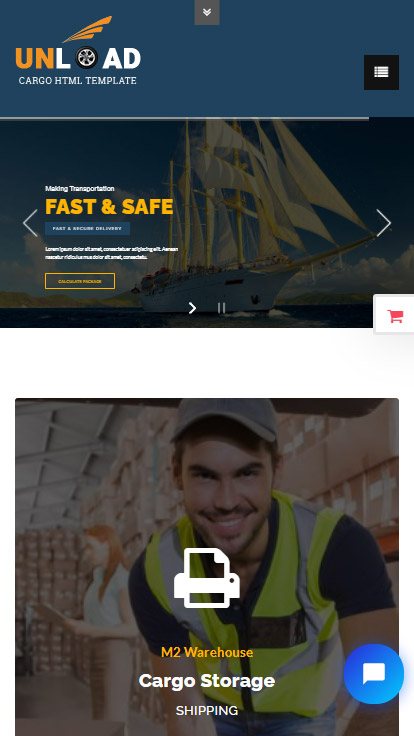 UNLOAD
CARGO HTML TEMPLATE
Making Transportation
FAST & SAFE
FAST & SECURE DELIVERY
Lorem ipsum dolor sit amet, consectetuer adipiscing elit. Aenean
nascetur ridiculus mus dolor sit amet, consectetu.
CALCULATE PACKAGE
M2 Warehouse
Cargo Storage
SHIPPING